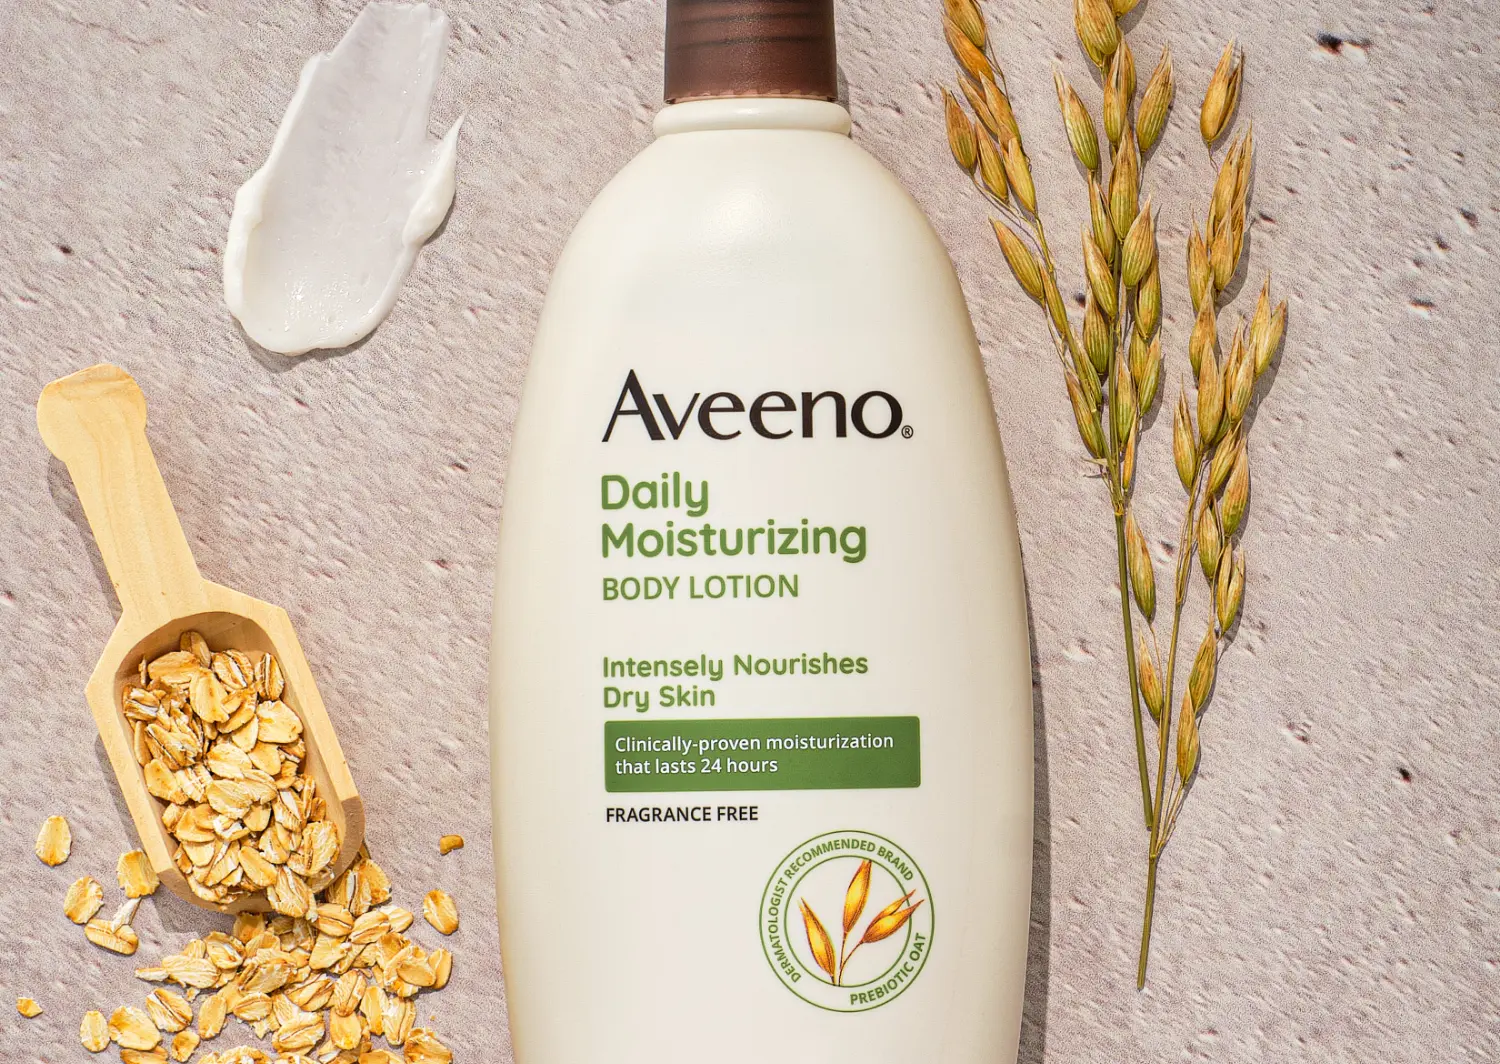 Aveeno®
Daily
Moisturizing
BODY LOTION
Intensely Nourishes
Dry Skin
Clinically-proven moisturization
that lasts 24 hours
FRAGRANCE FREE
DERMATOLOGIST RECOMMENDED BRAND
PREBIOTIC OAT